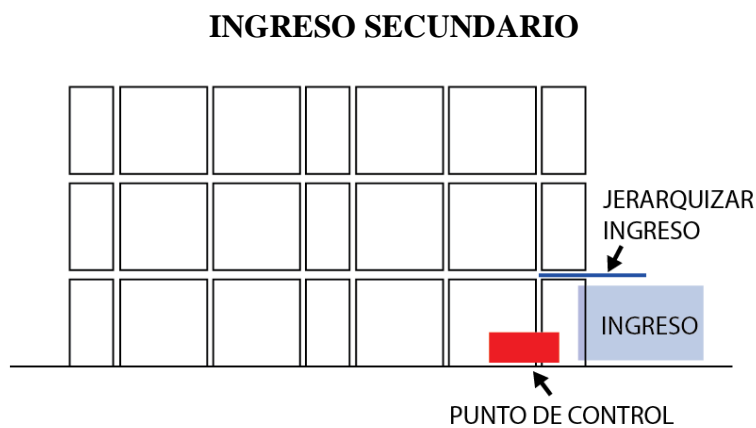 INGRESO SECUNDARIO
JERARQUIZAR
INGRESO
INGRESO
PUNTO DE CONTROL